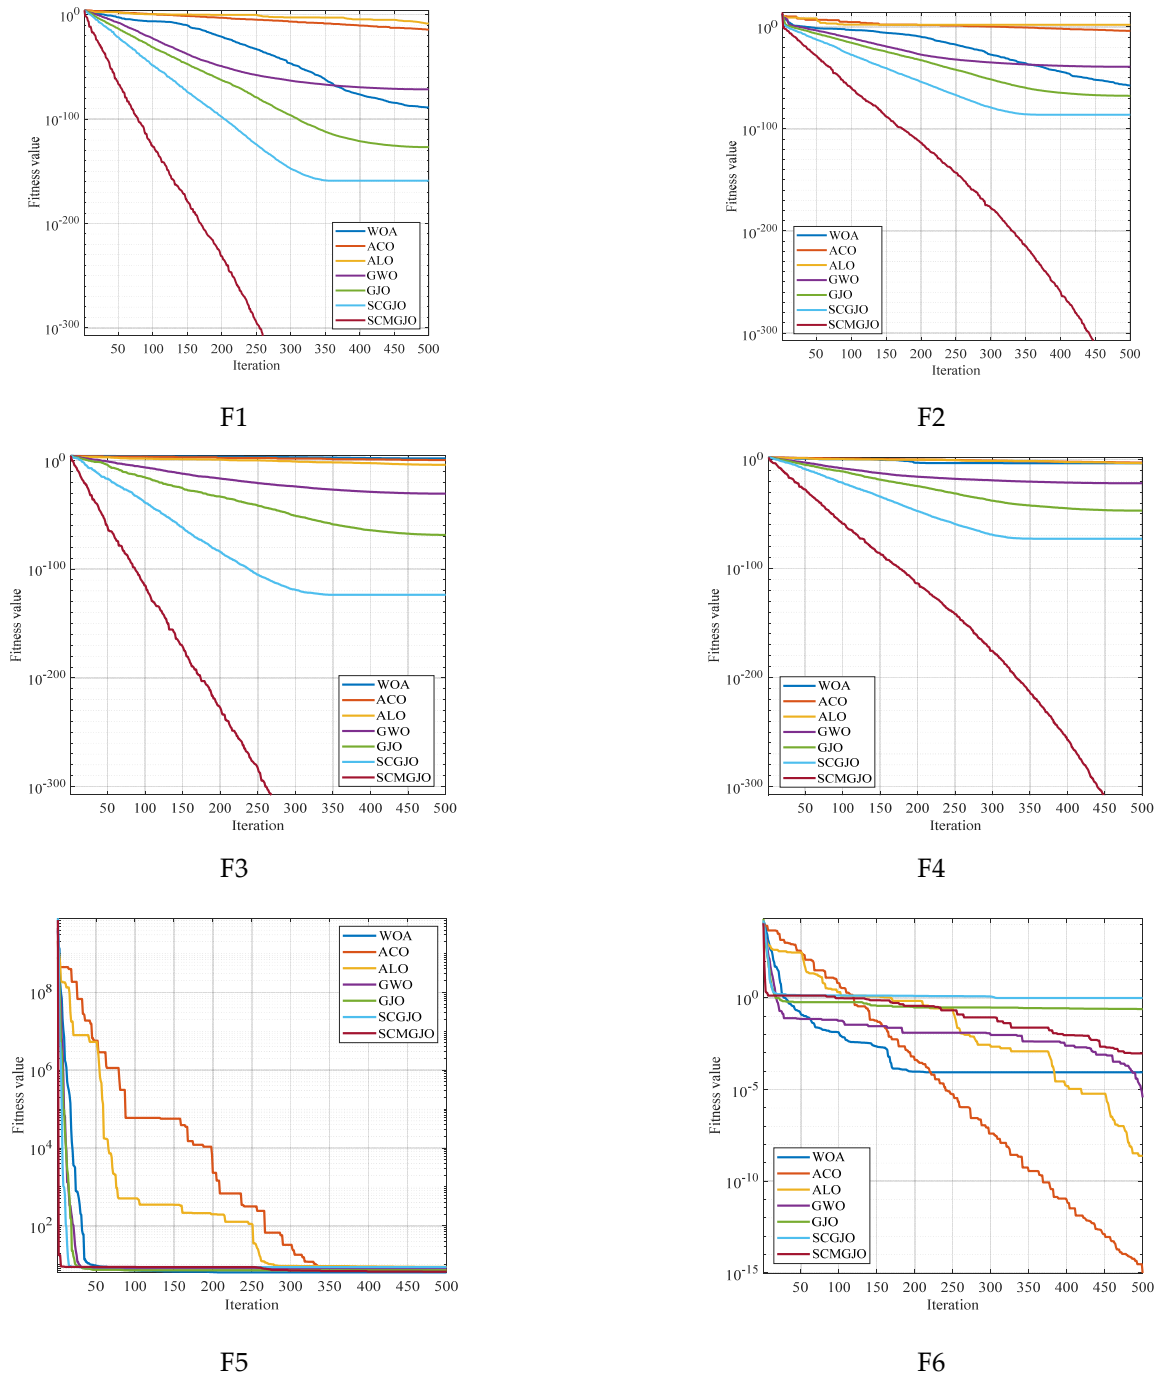 10^0
10^-100
10^-200
10^-300
Fitness value
WOA
ACO
ALO
GWO
GJO
SCGJO
SCMGJO
50 100 150 200 250 300 350 400 450 500
Iteration
F1
10^0
10^-100
10^-200
10^-300
Fitness value
WOA
ACO
ALO
GWO
GJO
SCGJO
SCMGJO
50 100 150 200 250 300 350 400 450 500
Iteration
F2
10^0
10^-100
10^-200
10^-300
Fitness value
WOA
ACO
ALO
GWO
GJO
SCGJO
SCMGJO
50 100 150 200 250 300 350 400 450 500
Iteration
F3
10^0
10^-100
10^-200
10^-300
Fitness value
WOA
ACO
ALO
GWO
GJO
SCGJO
SCMGJO
50 100 150 200 250 300 350 400 450 500
Iteration
F4
10^8
10^6
10^4
10^2
Fitness value
WOA
ACO
ALO
GWO
GJO
SCGJO
SCMGJO
50 100 150 200 250 300 350 400 450 500
Iteration
F5
10^0
10^-5
10^-10
10^-15
Fitness value
WOA
ACO
ALO
GWO
GJO
SCGJO
SCMGJO
50 100 150 200 250 300 350 400 450 500
Iteration
F6